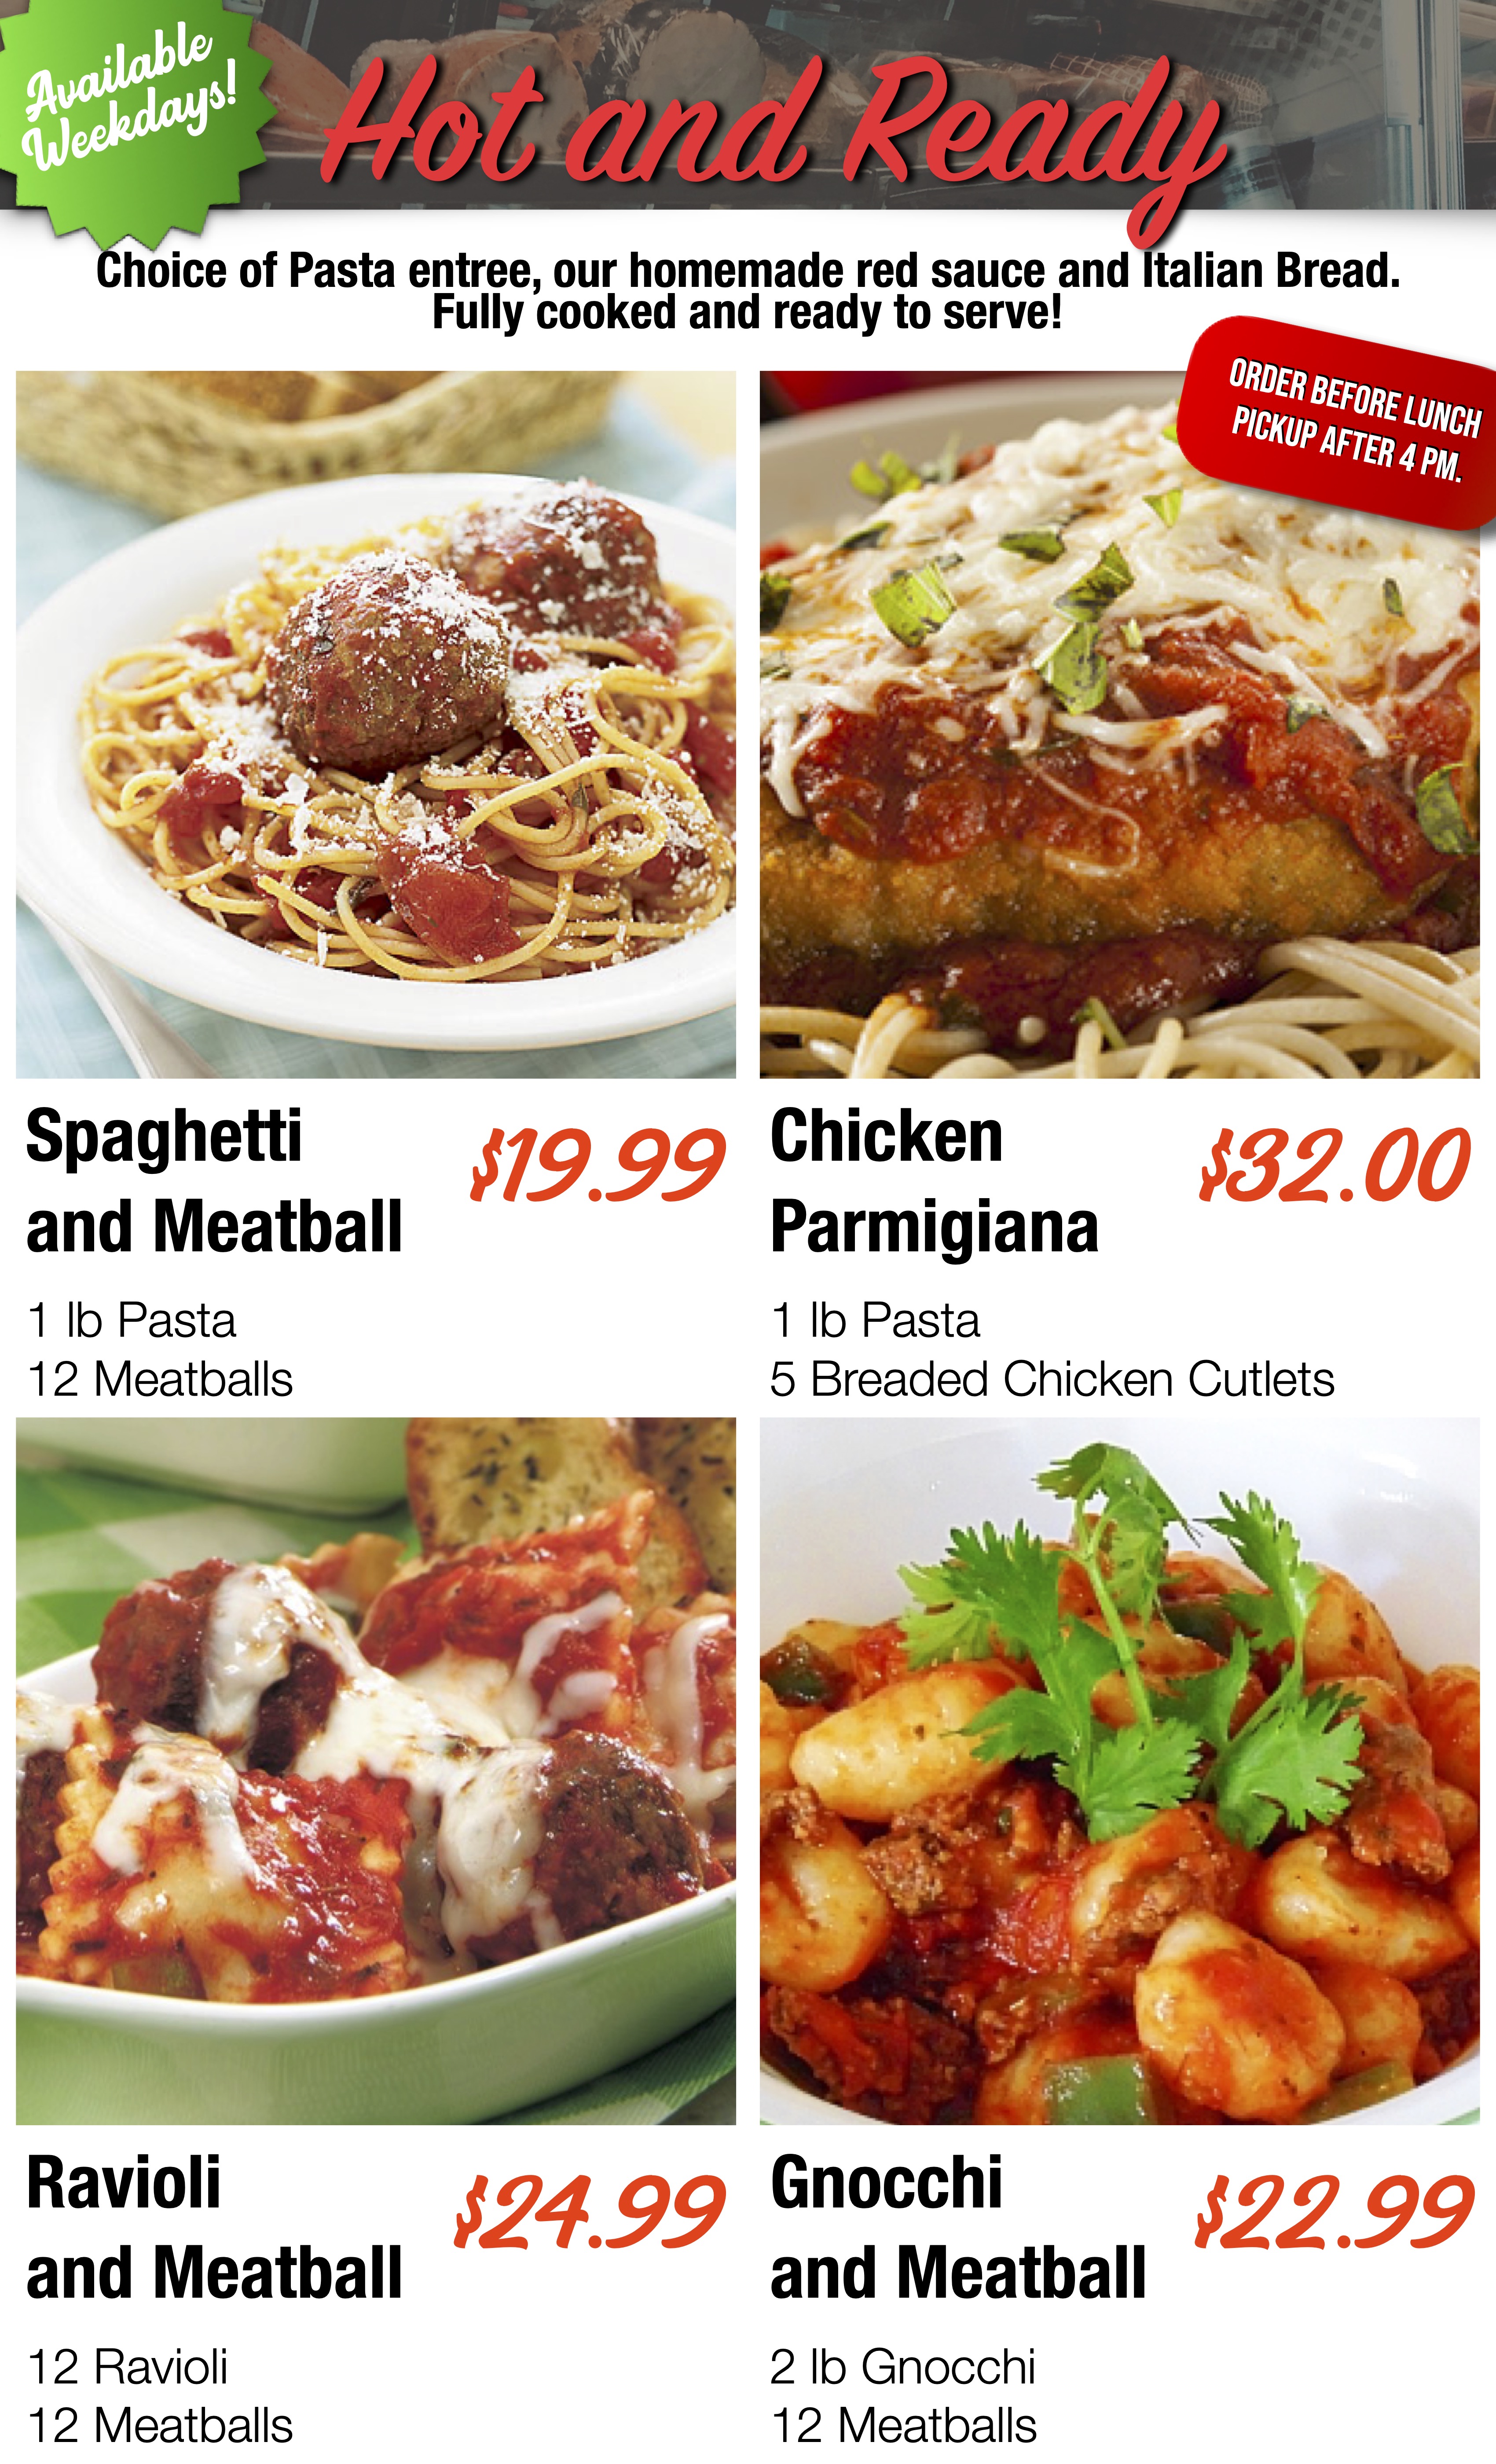 Available
Weekdays!
Hot and Ready
Choice of Pasta entree, our homemade red sauce and Italian Bread.
Fully cooked and ready to serve!
ORDER BEFORE LUNCH
PICKUP AFTER 4 PM.
Spaghetti
and Meatball
$19.99
1 lb Pasta
12 Meatballs
Chicken
Parmigiana
$32.00
1 lb Pasta
5 Breaded Chicken Cutlets
Ravioli
and Meatball
$24.99
12 Ravioli
12 Meatballs
Gnocchi
and Meatball
$22.99
2 lb Gnocchi
12 Meatballs